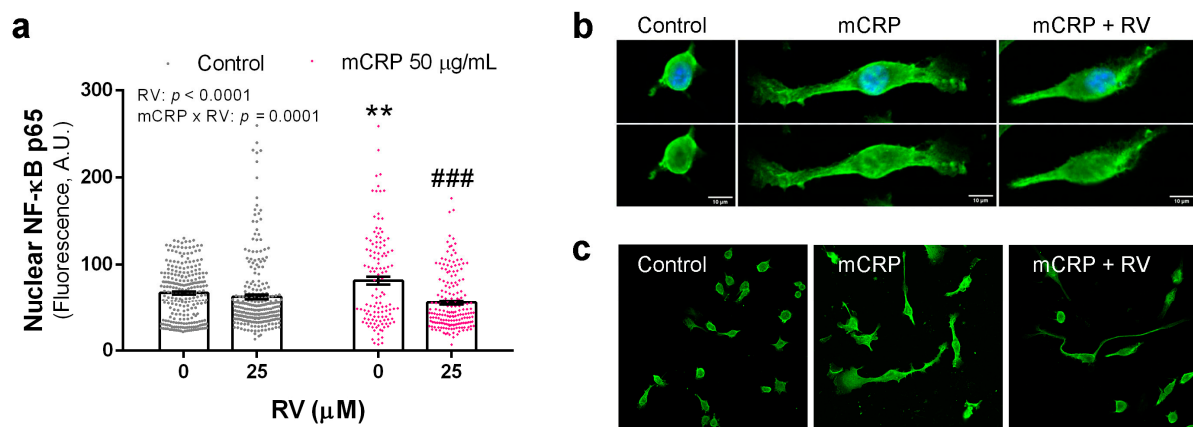 a
Control
mCRP 50 µg/mL
RV: p < 0.0001
mCRP x RV: p = 0.0001
Nuclear NF-κB p65
(Fluorescence, A.U.)
300
200
100
0
**
###
0
25
0
25
RV (µM)
b
Control
mCRP
mCRP + RV
10 µm
10 µm
10 µm
c
Control
mCRP
mCRP + RV